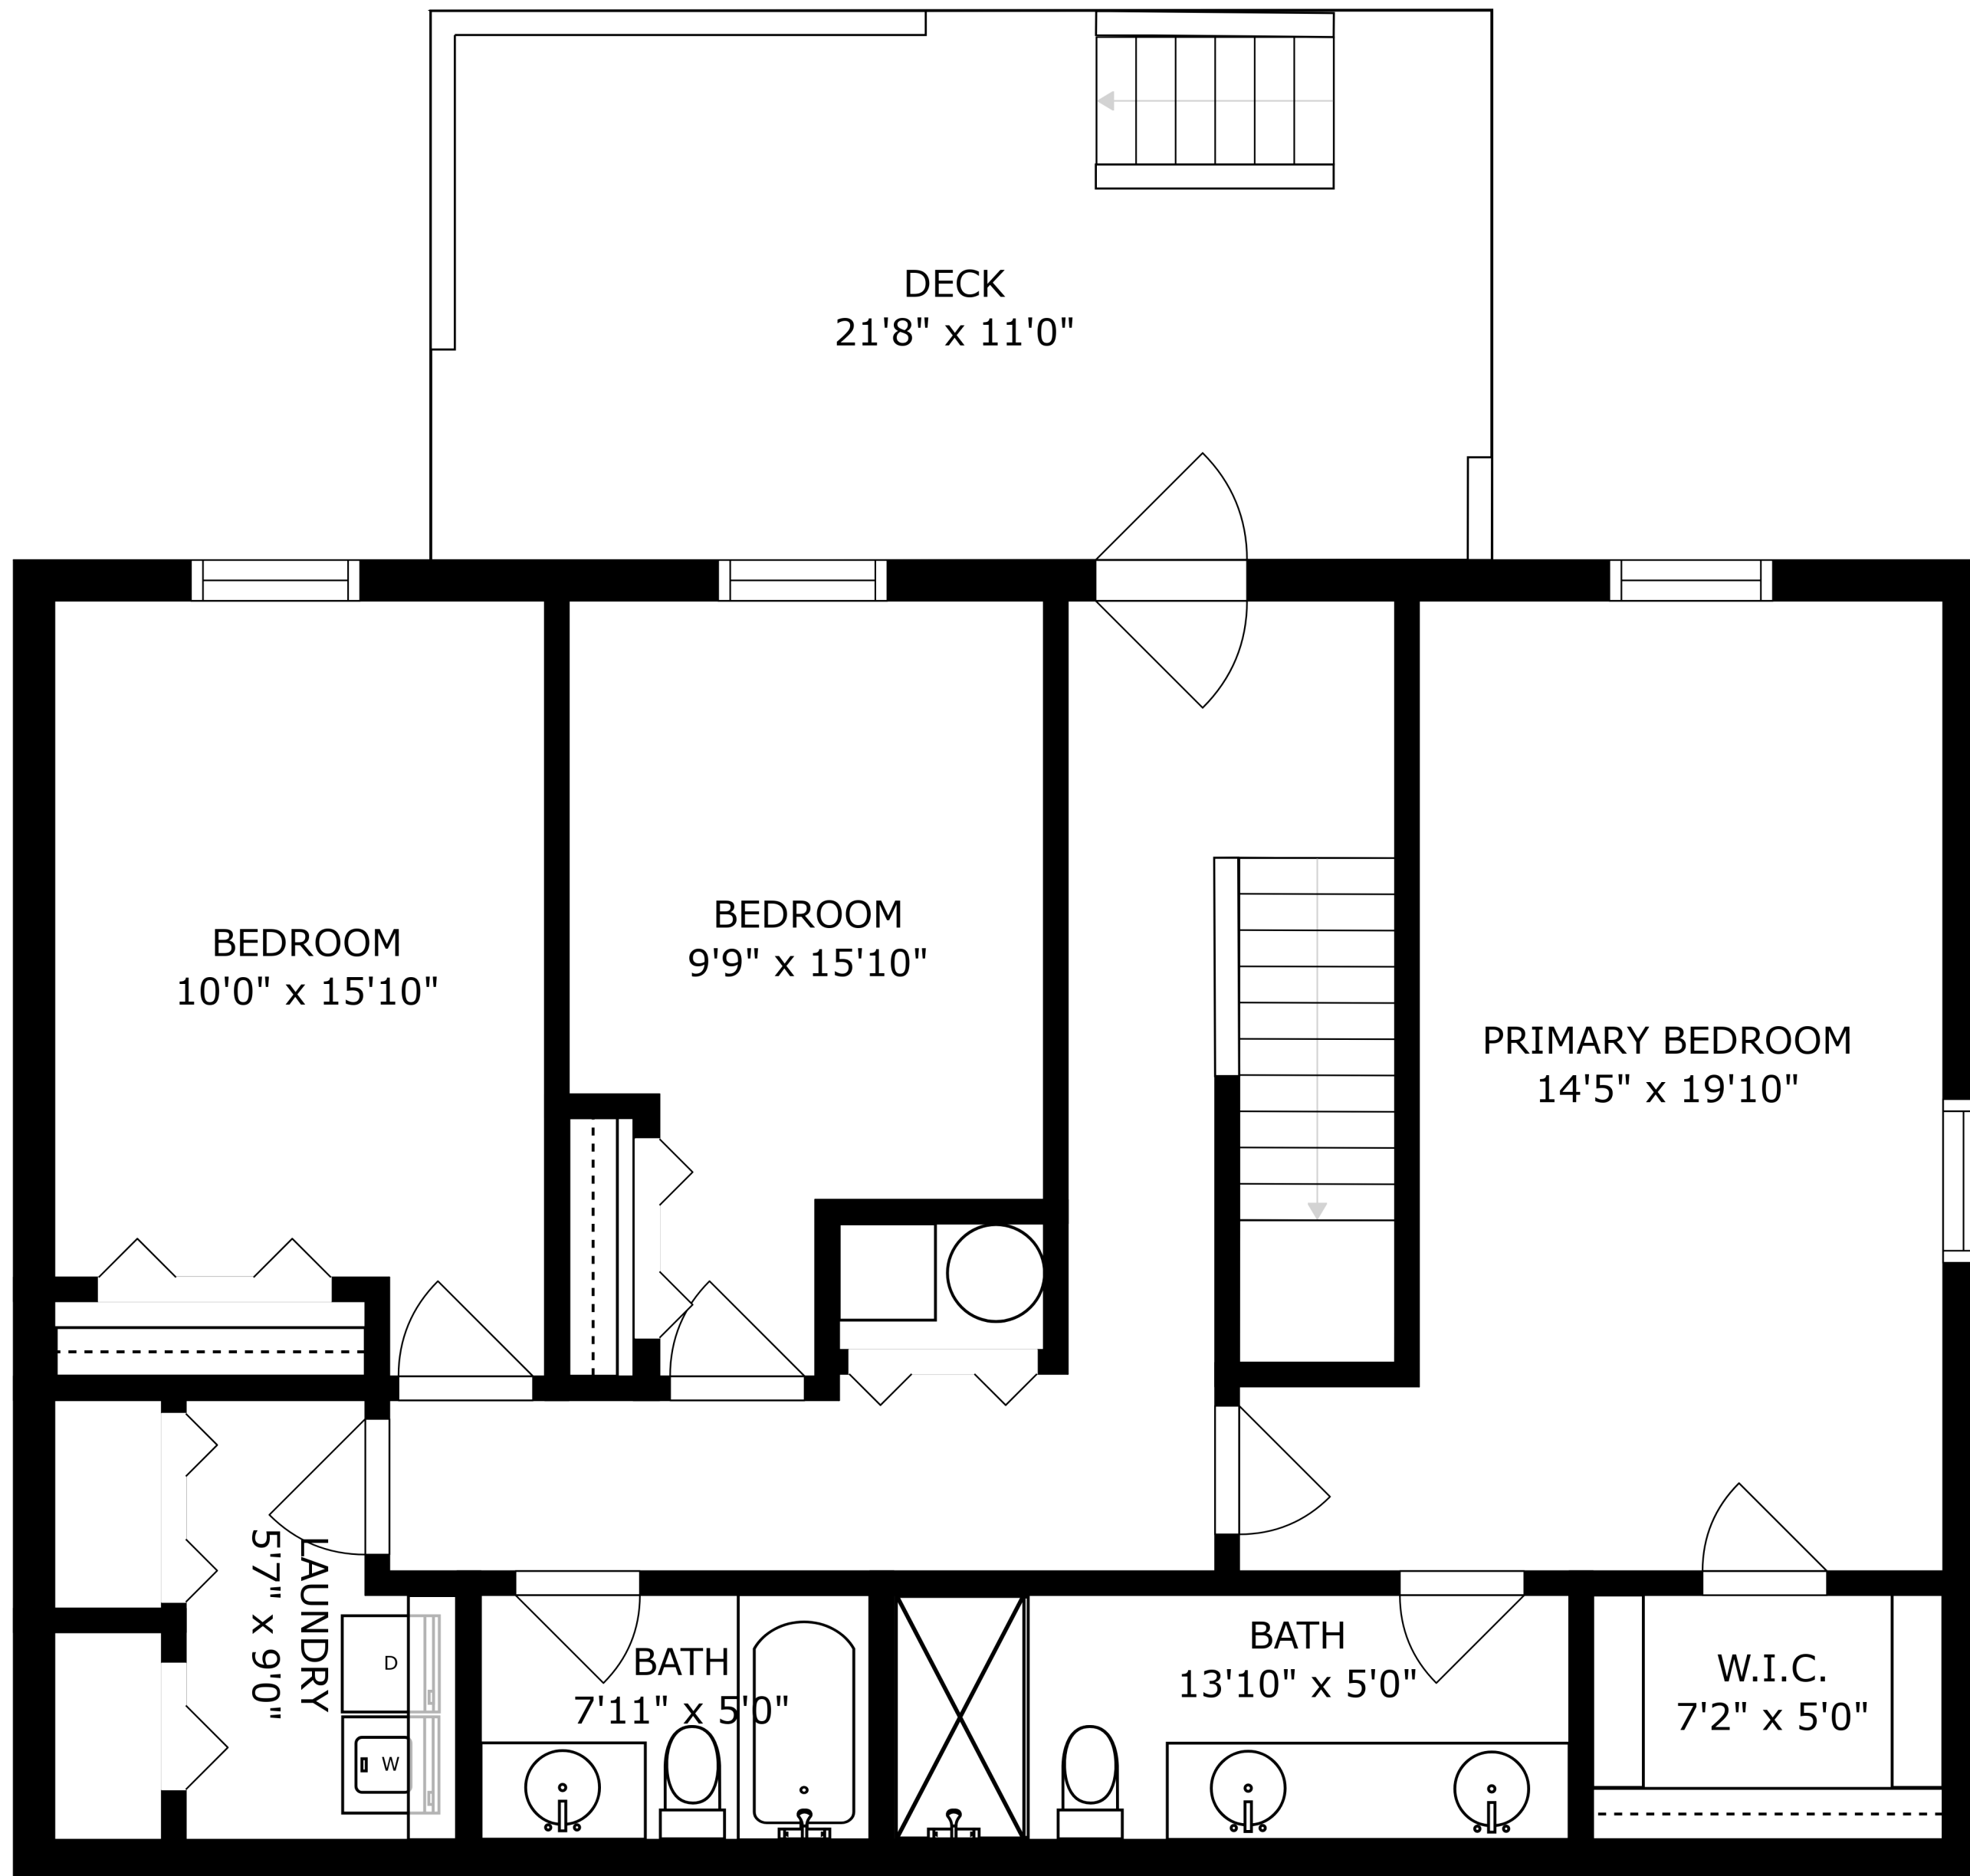 DECK
21'8" x 11'0"
BEDROOM
9'9" x 15'10"
BEDROOM
10'0" x 15'10"
PRIMARY BEDROOM
14'5" x 19'10"
LAUNDRY
5'7" x 9'0"
D
W
BATH
7'11" x 5'0"
BATH
13'10" x 5'0"
W.I.C.
7'2" x 5'0"